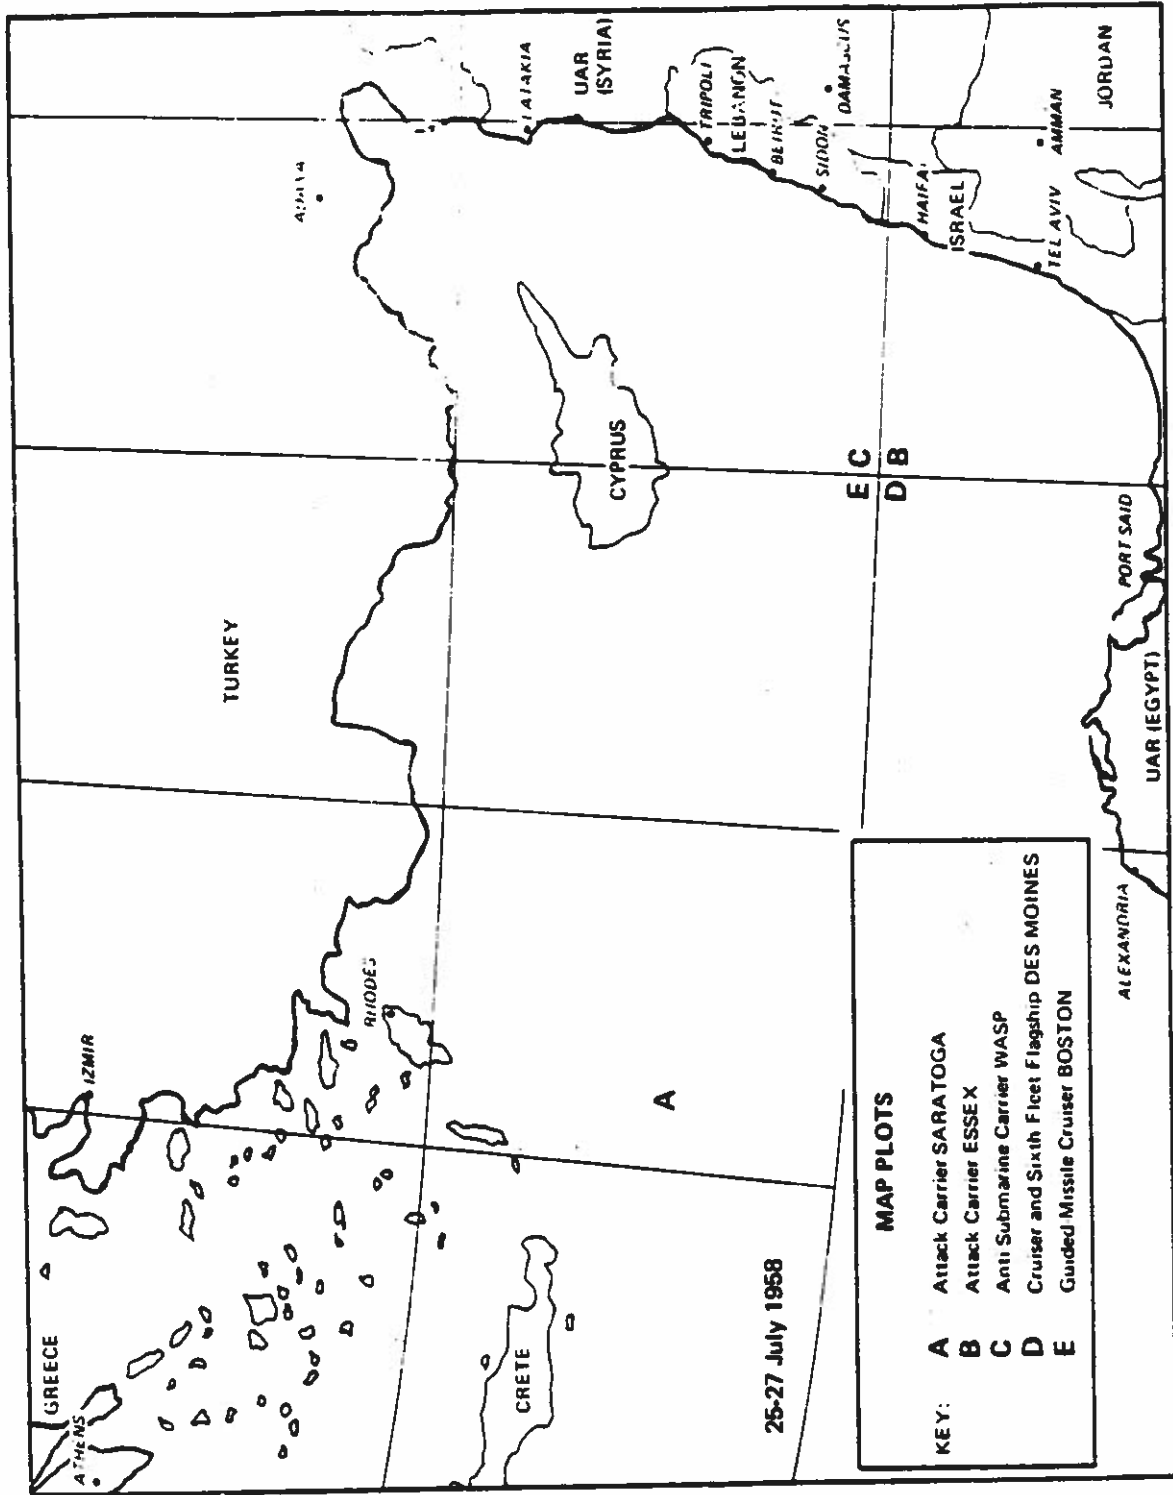 GREECE
ATHENS
IZMIR
TURKEY
ADANA
RHODES
CRETE
CYPRUS
LATAKIA
UAR
(SYRIA)
TRIPOLI
LEBANON
BEIRUT
SIDON
DAMASCUS
HAIFA
ISRAEL
TEL AVIV
AMMAN
JORDAN
A
E C
D B
PORT SAID
UAR (EGYPT)
ALEXANDRIA
25-27 July 1958
MAP PLOTS
KEY: A Attack Carrier SARATOGA
B Attack Carrier ESSEX
C Anti Submarine Carrier WASP
D Cruiser and Sixth Fleet Flagship DES MOINES
E Guided Missile Cruiser BOSTON